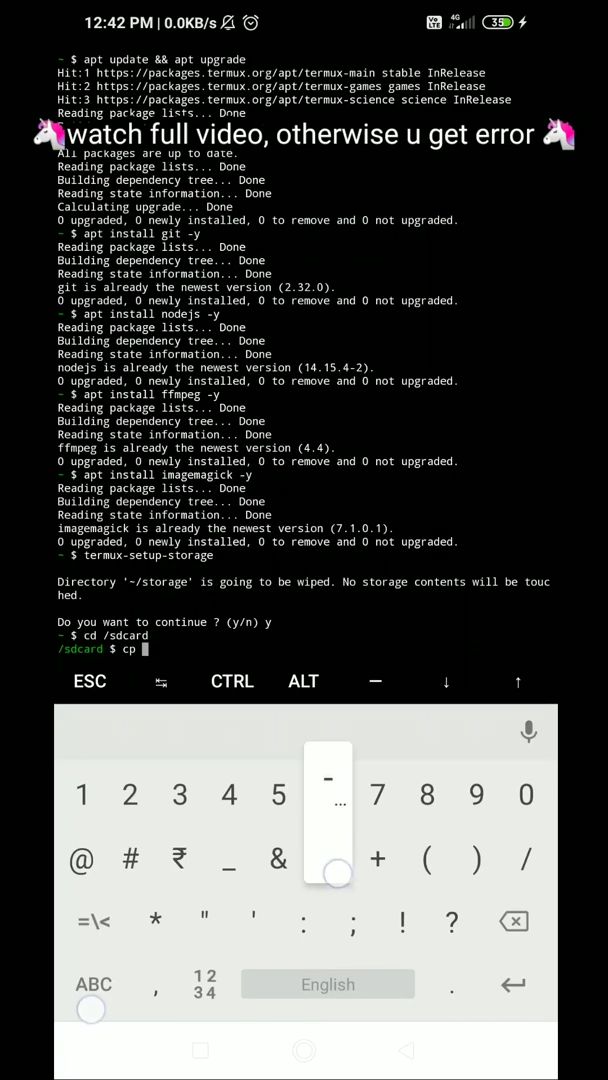 12:42 PM | 0.0KB/s
Vo LTE 4G 35
~ $ apt update && apt upgrade
Hit:1 https://packages.termux.org/apt/termux-main stable InRelease
Hit:2 https://packages.termux.org/apt/termux-games games InRelease
Hit:3 https://packages.termux.org/apt/termux-science science InRelease
Reading package lists... Done
🦄watch full video, otherwise u get error 🦄
All packages are up to date.
Reading package lists... Done
Building dependency tree... Done
Reading state information... Done
Calculating upgrade... Done
0 upgraded, 0 newly installed, 0 to remove and 0 not upgraded.
~ $ apt install git -y
Reading package lists... Done
Building dependency tree... Done
Reading state information... Done
git is already the newest version (2.32.0).
0 upgraded, 0 newly installed, 0 to remove and 0 not upgraded.
~ $ apt install nodejs -y
Reading package lists... Done
Building dependency tree... Done
Reading state information... Done
nodejs is already the newest version (14.15.4-2).
0 upgraded, 0 newly installed, 0 to remove and 0 not upgraded.
~ $ apt install ffmpeg -y
Reading package lists... Done
Building dependency tree... Done
Reading state information... Done
ffmpeg is already the newest version (4.4).
0 upgraded, 0 newly installed, 0 to remove and 0 not upgraded.
~ $ apt install imagemagick -y
Reading package lists... Done
Building dependency tree... Done
Reading state information... Done
imagemagick is already the newest version (7.1.0.1).
0 upgraded, 0 newly installed, 0 to remove and 0 not upgraded.
~ $ termux-setup-storage
Directory '~/storage' is going to be wiped. No storage contents will be touc
hed.
Do you want to continue ? (y/n) y
~ $ cd /sdcard
/sdcard $ cp
ESC ↹ CTRL ALT — ↓ ↑
1 2 3 4 5 - ... 7 8 9 0
@ # ₹ _ & + ( ) /
=\< * " ' : ; ! ?
ABC , 12 34 English .